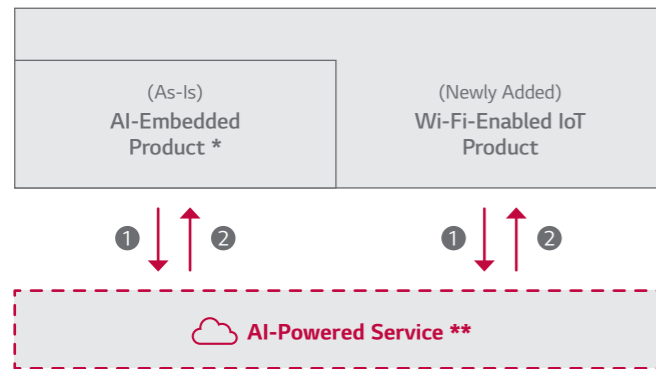 (As-Is)
AI-Embedded
Product *
(Newly Added)
Wi-Fi-Enabled IoT
Product
1 2
1 2
AI-Powered Service **